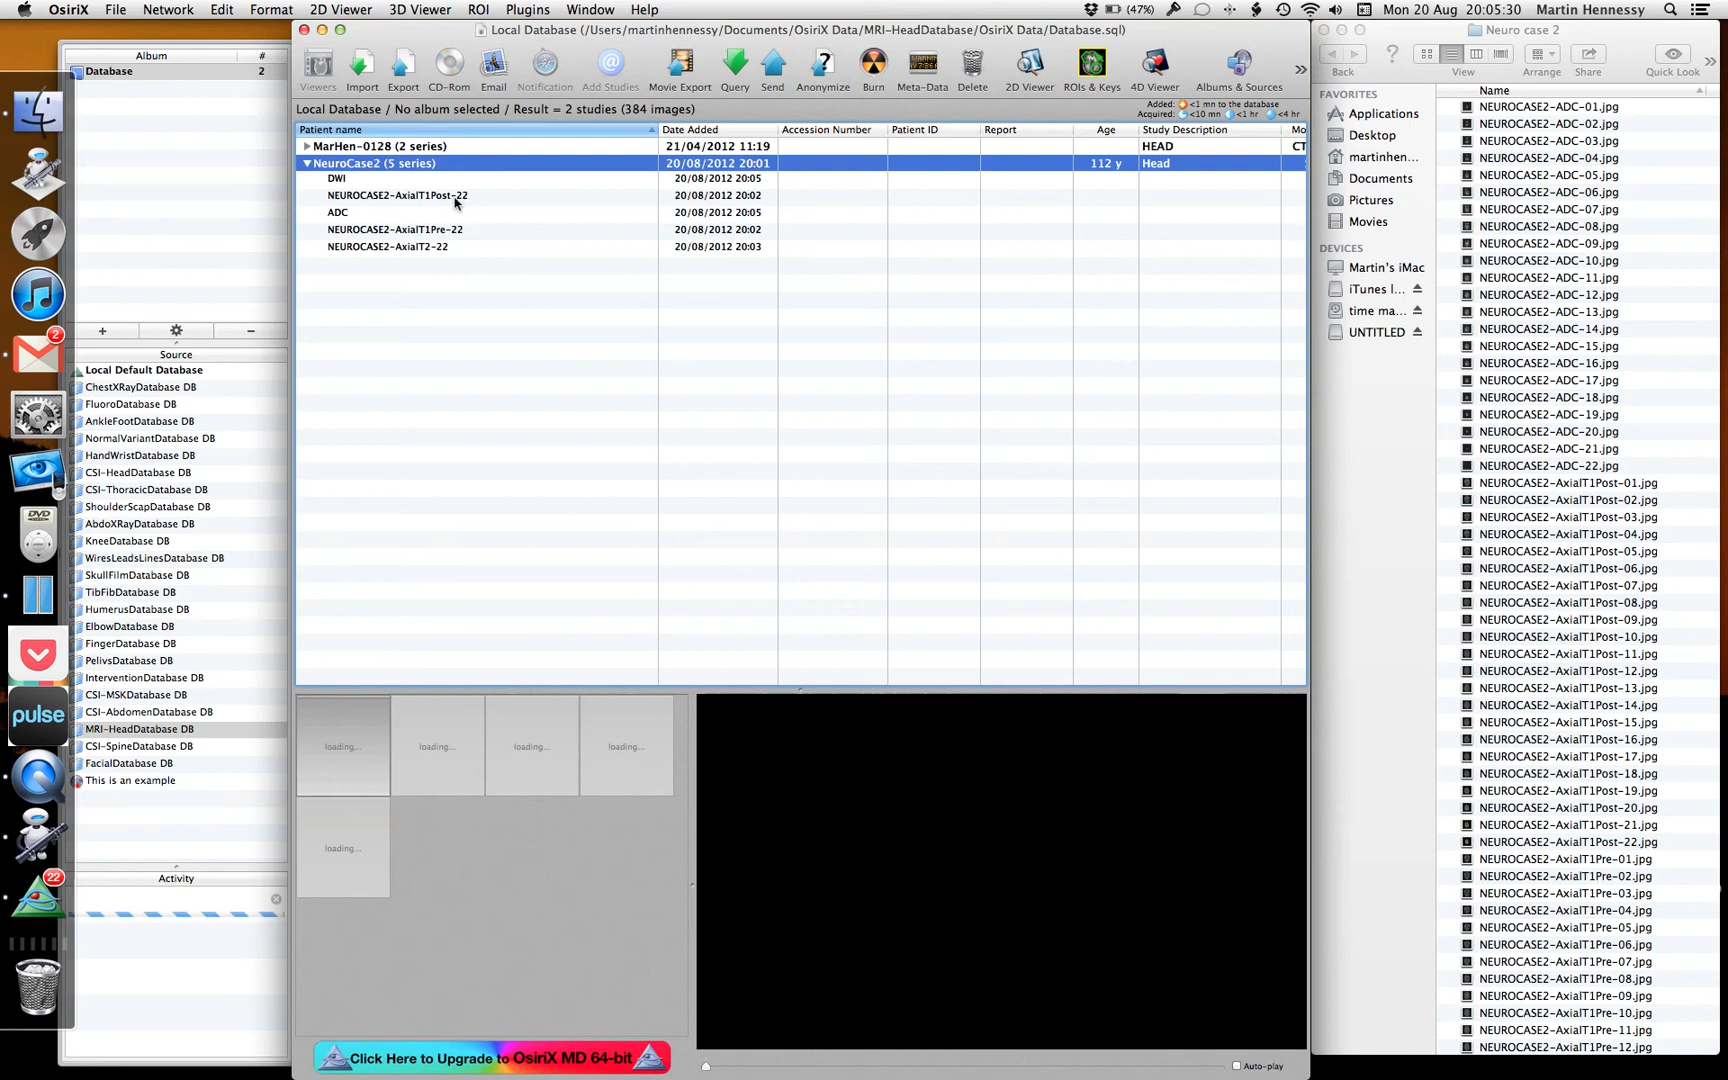 OsiriX File Network Edit Format 2D Viewer 3D Viewer ROI Plugins Window Help (47%) Mon 20 Aug 20:05:30 Martin Hennessy
Album #
Database 2
+ −
Source
Local Default Database
ChestXRayDatabase DB
FluoroDatabase DB
AnkleFootDatabase DB
NormalVariantDatabase DB
HandWristDatabase DB
CSI-HeadDatabase DB
CSI-ThoracicDatabase DB
ShoulderScapDatabase DB
AbdoXRayDatabase DB
KneeDatabase DB
WiresLeadsLinesDatabase DB
SkullFilmDatabase DB
TibFibDatabase DB
HumerusDatabase DB
ElbowDatabase DB
FingerDatabase DB
PelivsDatabase DB
InterventionDatabase DB
CSI-MSKDatabase DB
CSI-AbdomenDatabase DB
MRI-HeadDatabase DB
CSI-SpineDatabase DB
FacialDatabase DB
This is an example
Activity
2
DVD
pulse
22
Local Database (/Users/martinhennessy/Documents/OsiriX Data/MRI-HeadDatabase/OsiriX Data/Database.sql)
Viewers Import Export CD-Rom Email Notification Add Studies Movie Export Query Send Anonymize Burn Meta-Data Delete 2D Viewer ROIs & Keys 4D Viewer Albums & Sources
Local Database / No album selected / Result = 2 studies (384 images)
Added: <1 mn to the database
Acquired: <10 mn <1 hr <4 hr
Patient name Date Added Accession Number Patient ID Report Age Study Description Mo
MarHen-0128 (2 series) 21/04/2012 11:19 HEAD CT
NeuroCase2 (5 series) 20/08/2012 20:01 112 y Head
DWI 20/08/2012 20:05
NEUROCASE2-AxialT1Post-22 20/08/2012 20:02
ADC 20/08/2012 20:05
NEUROCASE2-AxialT1Pre-22 20/08/2012 20:02
NEUROCASE2-AxialT2-22 20/08/2012 20:03
loading... loading... loading... loading...
loading...
Click Here to Upgrade to OsiriX MD 64-bit
Auto-play
Neuro case 2
Back View Arrange Share Quick Look
FAVORITES
Applications
Desktop
martinhen...
Documents
Pictures
Movies
DEVICES
Martin's iMac
iTunes l...
time ma...
UNTITLED
Name
NEUROCASE2-ADC-01.jpg
NEUROCASE2-ADC-02.jpg
NEUROCASE2-ADC-03.jpg
NEUROCASE2-ADC-04.jpg
NEUROCASE2-ADC-05.jpg
NEUROCASE2-ADC-06.jpg
NEUROCASE2-ADC-07.jpg
NEUROCASE2-ADC-08.jpg
NEUROCASE2-ADC-09.jpg
NEUROCASE2-ADC-10.jpg
NEUROCASE2-ADC-11.jpg
NEUROCASE2-ADC-12.jpg
NEUROCASE2-ADC-13.jpg
NEUROCASE2-ADC-14.jpg
NEUROCASE2-ADC-15.jpg
NEUROCASE2-ADC-16.jpg
NEUROCASE2-ADC-17.jpg
NEUROCASE2-ADC-18.jpg
NEUROCASE2-ADC-19.jpg
NEUROCASE2-ADC-20.jpg
NEUROCASE2-ADC-21.jpg
NEUROCASE2-ADC-22.jpg
NEUROCASE2-AxialT1Post-01.jpg
NEUROCASE2-AxialT1Post-02.jpg
NEUROCASE2-AxialT1Post-03.jpg
NEUROCASE2-AxialT1Post-04.jpg
NEUROCASE2-AxialT1Post-05.jpg
NEUROCASE2-AxialT1Post-06.jpg
NEUROCASE2-AxialT1Post-07.jpg
NEUROCASE2-AxialT1Post-08.jpg
NEUROCASE2-AxialT1Post-09.jpg
NEUROCASE2-AxialT1Post-10.jpg
NEUROCASE2-AxialT1Post-11.jpg
NEUROCASE2-AxialT1Post-12.jpg
NEUROCASE2-AxialT1Post-13.jpg
NEUROCASE2-AxialT1Post-14.jpg
NEUROCASE2-AxialT1Post-15.jpg
NEUROCASE2-AxialT1Post-16.jpg
NEUROCASE2-AxialT1Post-17.jpg
NEUROCASE2-AxialT1Post-18.jpg
NEUROCASE2-AxialT1Post-19.jpg
NEUROCASE2-AxialT1Post-20.jpg
NEUROCASE2-AxialT1Post-21.jpg
NEUROCASE2-AxialT1Post-22.jpg
NEUROCASE2-AxialT1Pre-01.jpg
NEUROCASE2-AxialT1Pre-02.jpg
NEUROCASE2-AxialT1Pre-03.jpg
NEUROCASE2-AxialT1Pre-04.jpg
NEUROCASE2-AxialT1Pre-05.jpg
NEUROCASE2-AxialT1Pre-06.jpg
NEUROCASE2-AxialT1Pre-07.jpg
NEUROCASE2-AxialT1Pre-08.jpg
NEUROCASE2-AxialT1Pre-09.jpg
NEUROCASE2-AxialT1Pre-10.jpg
NEUROCASE2-AxialT1Pre-11.jpg
NEUROCASE2-AxialT1Pre-12.jpg